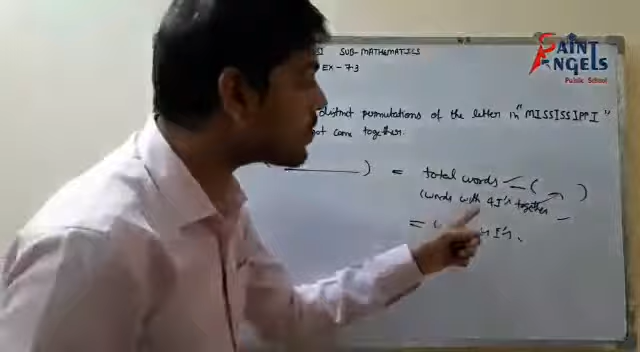 SAINT
ANGELS
Public School
SUB-MATHEMATICS
EX-7.3
distinct permutations of the letter in "MISSISSIPPI"
not come together.
( ) = total words - ( )
(words with 4I's together
= I's.